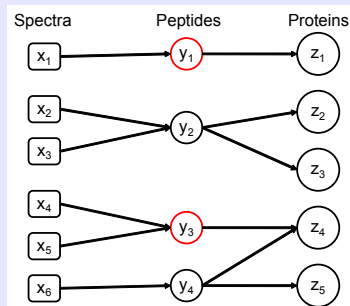 Spectra Peptides Proteins
x1 y1 z1
x2 z2
y2
x3 z3
x4 y3 z4
x5
x6 y4 z5